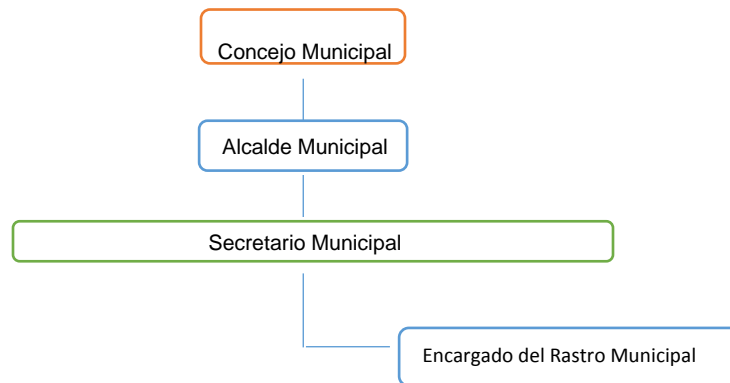 Concejo Municipal
Alcalde Municipal
Secretario Municipal
Encargado del Rastro Municipal